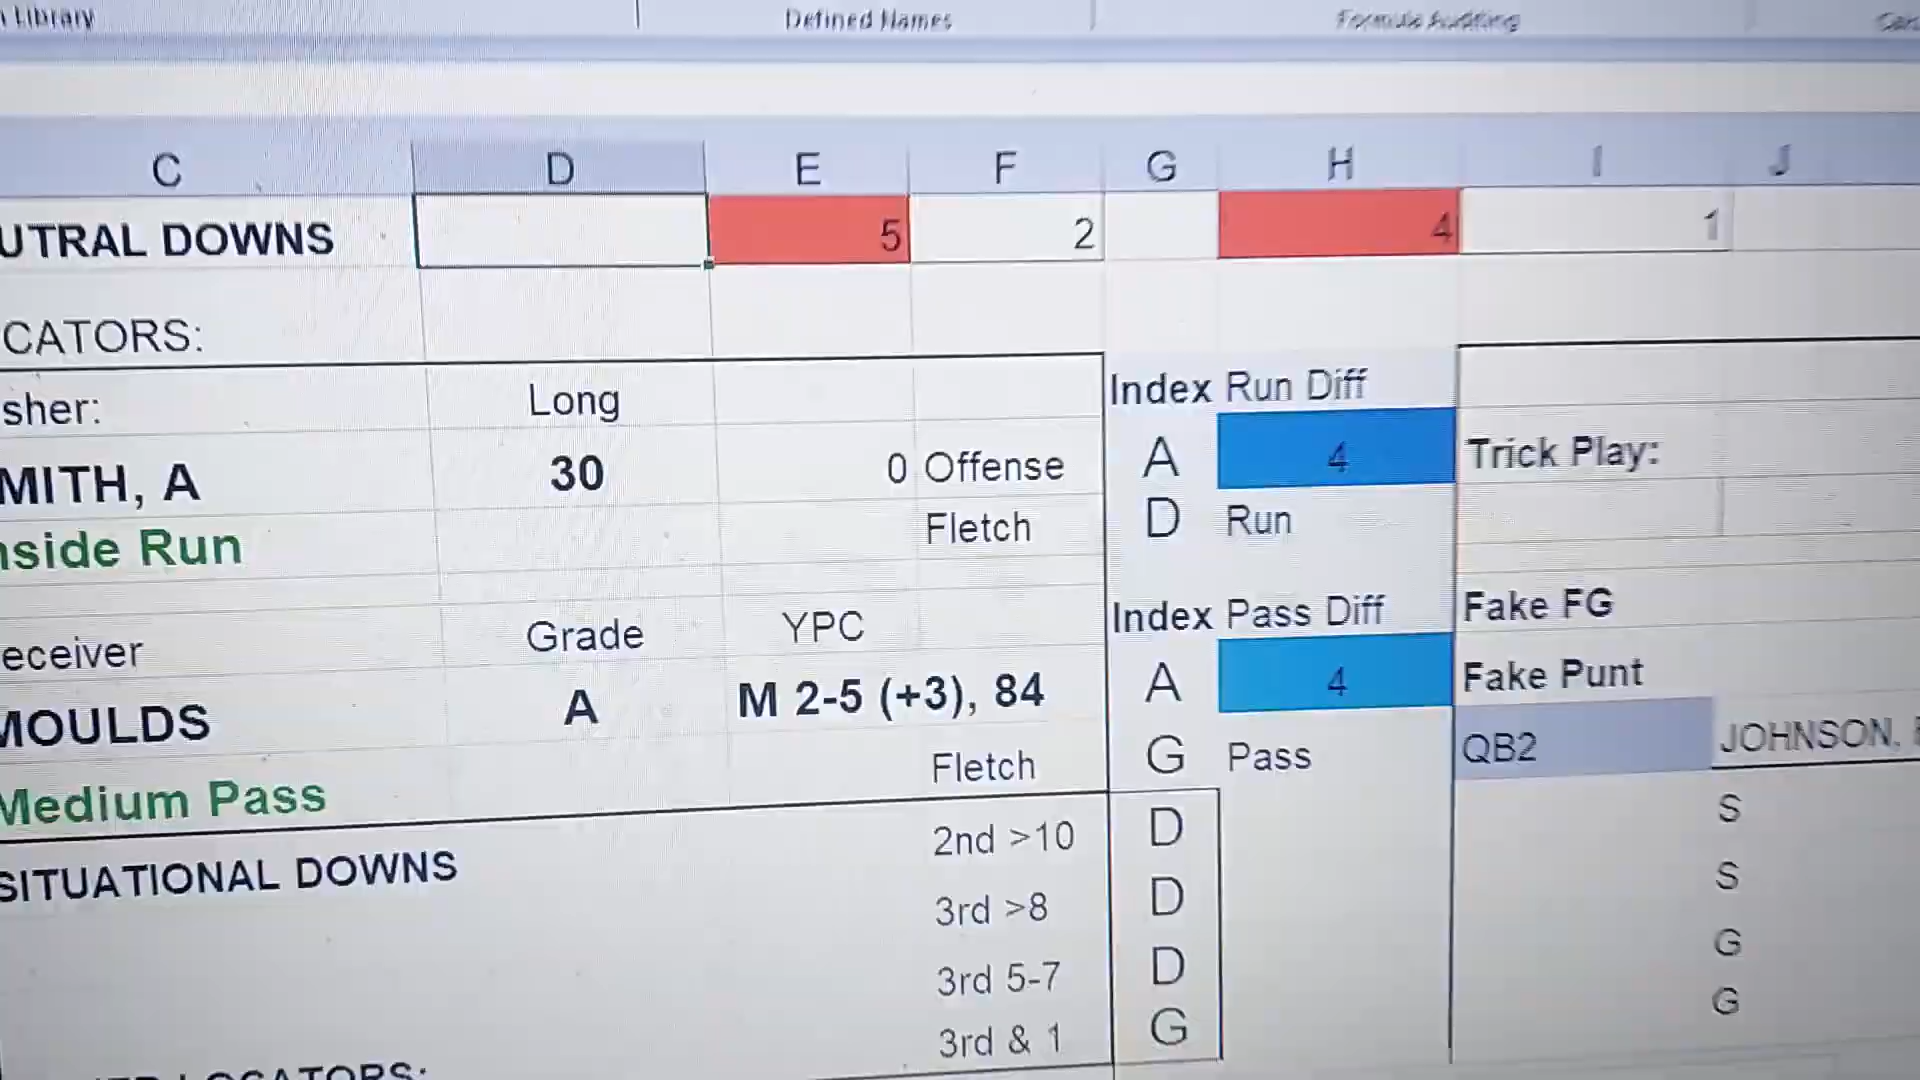 Library Defined Names Formula Auditing
C D E F G H I J
UTRAL DOWNS 5 2 4 1
CATORS:
sher: Long Index Run Diff
MITH, A 30 0 Offense A 4 Trick Play:
nside Run Fletch D Run
eceiver Grade YPC Index Pass Diff Fake FG
MOULDS A M 2-5 (+3), 84 A 4 Fake Punt
Medium Pass Fletch G Pass QB2 JOHNSON,
SITUATIONAL DOWNS 2nd >10 D S
3rd >8 D S
3rd 5-7 D G
3rd & 1 G G
LOCATORS: